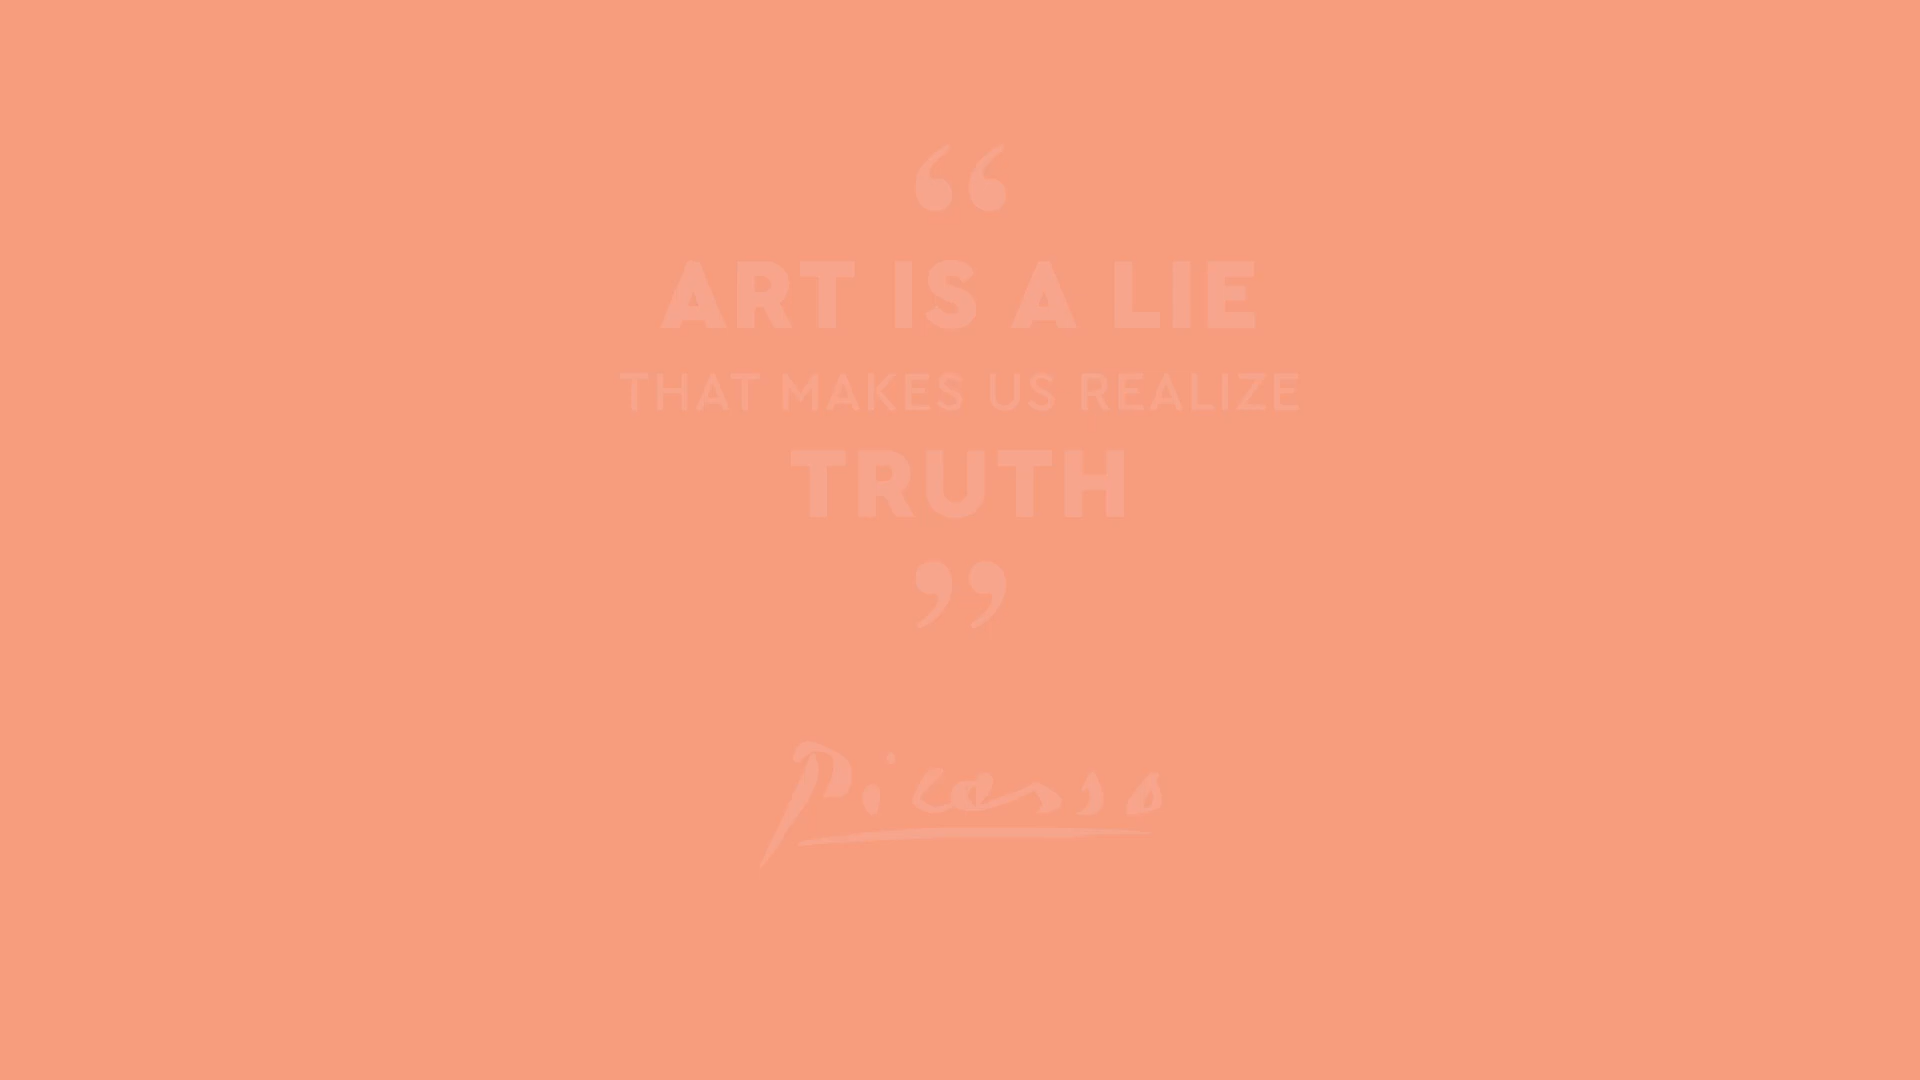 “
ART IS A LIE
THAT MAKES US REALIZE
TRUTH
”
Picasso